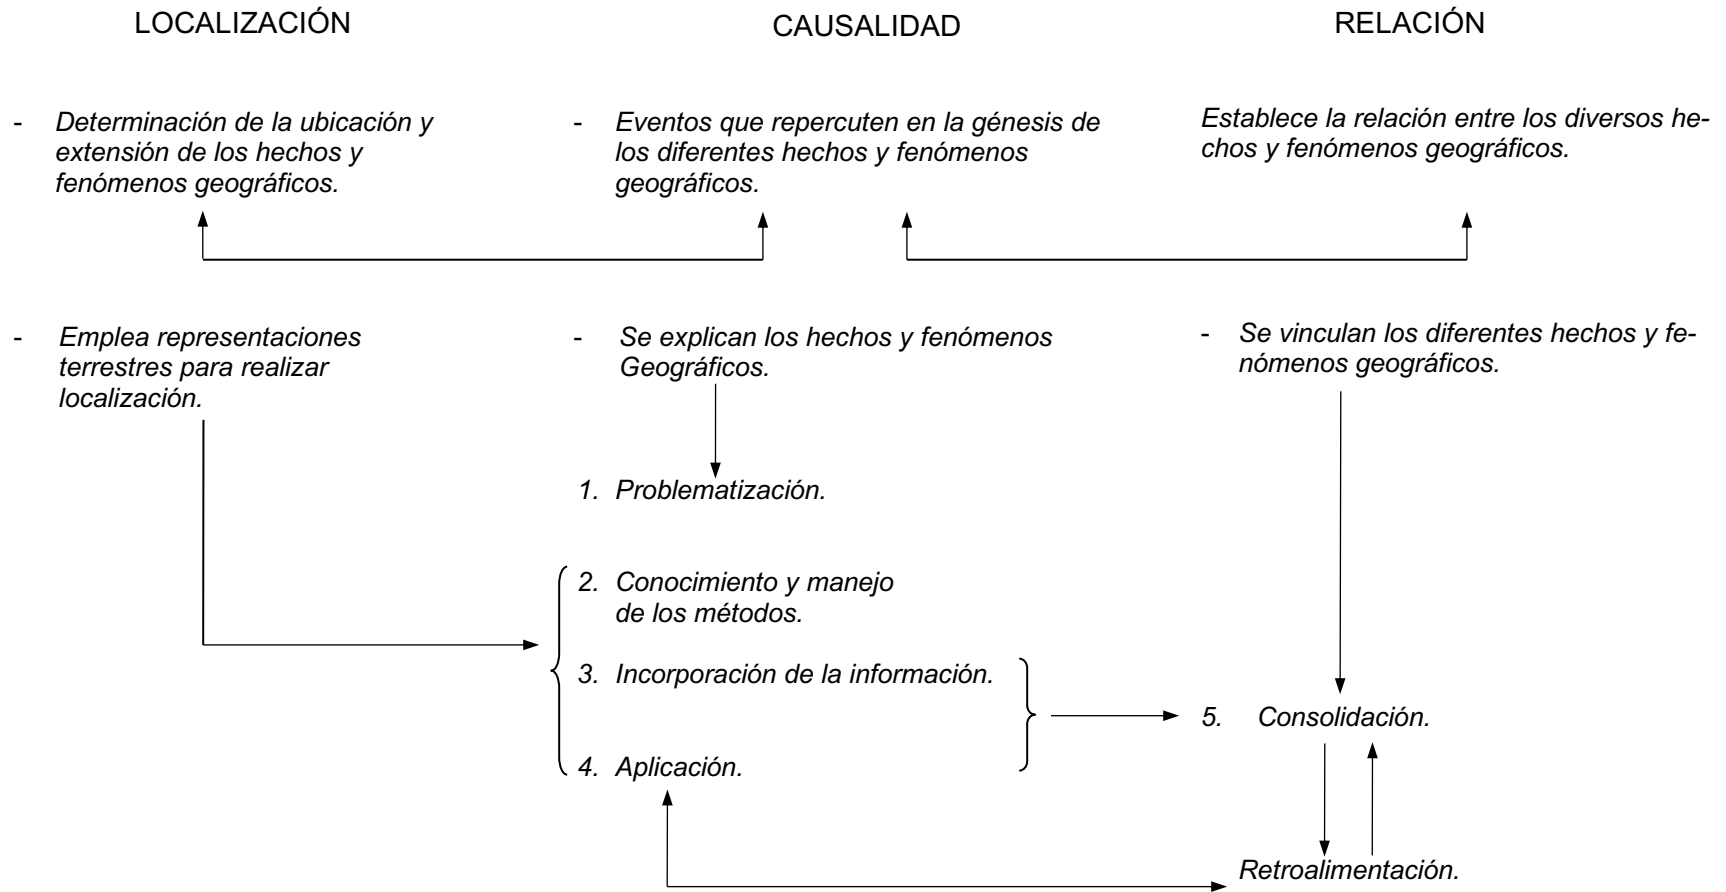 LOCALIZACIÓN
CAUSALIDAD
RELACIÓN
- Determinación de la ubicación y
extensión de los hechos y
fenómenos geográficos.
- Eventos que repercuten en la génesis de
los diferentes hechos y fenómenos
geográficos.
Establece la relación entre los diversos he-
chos y fenómenos geográficos.
- Emplea representaciones
terrestres para realizar
localización.
- Se explican los hechos y fenómenos
Geográficos.
- Se vinculan los diferentes hechos y fe-
nómenos geográficos.
1. Problematización.
2. Conocimiento y manejo
de los métodos.
3. Incorporación de la información.
4. Aplicación.
5. Consolidación.
Retroalimentación.